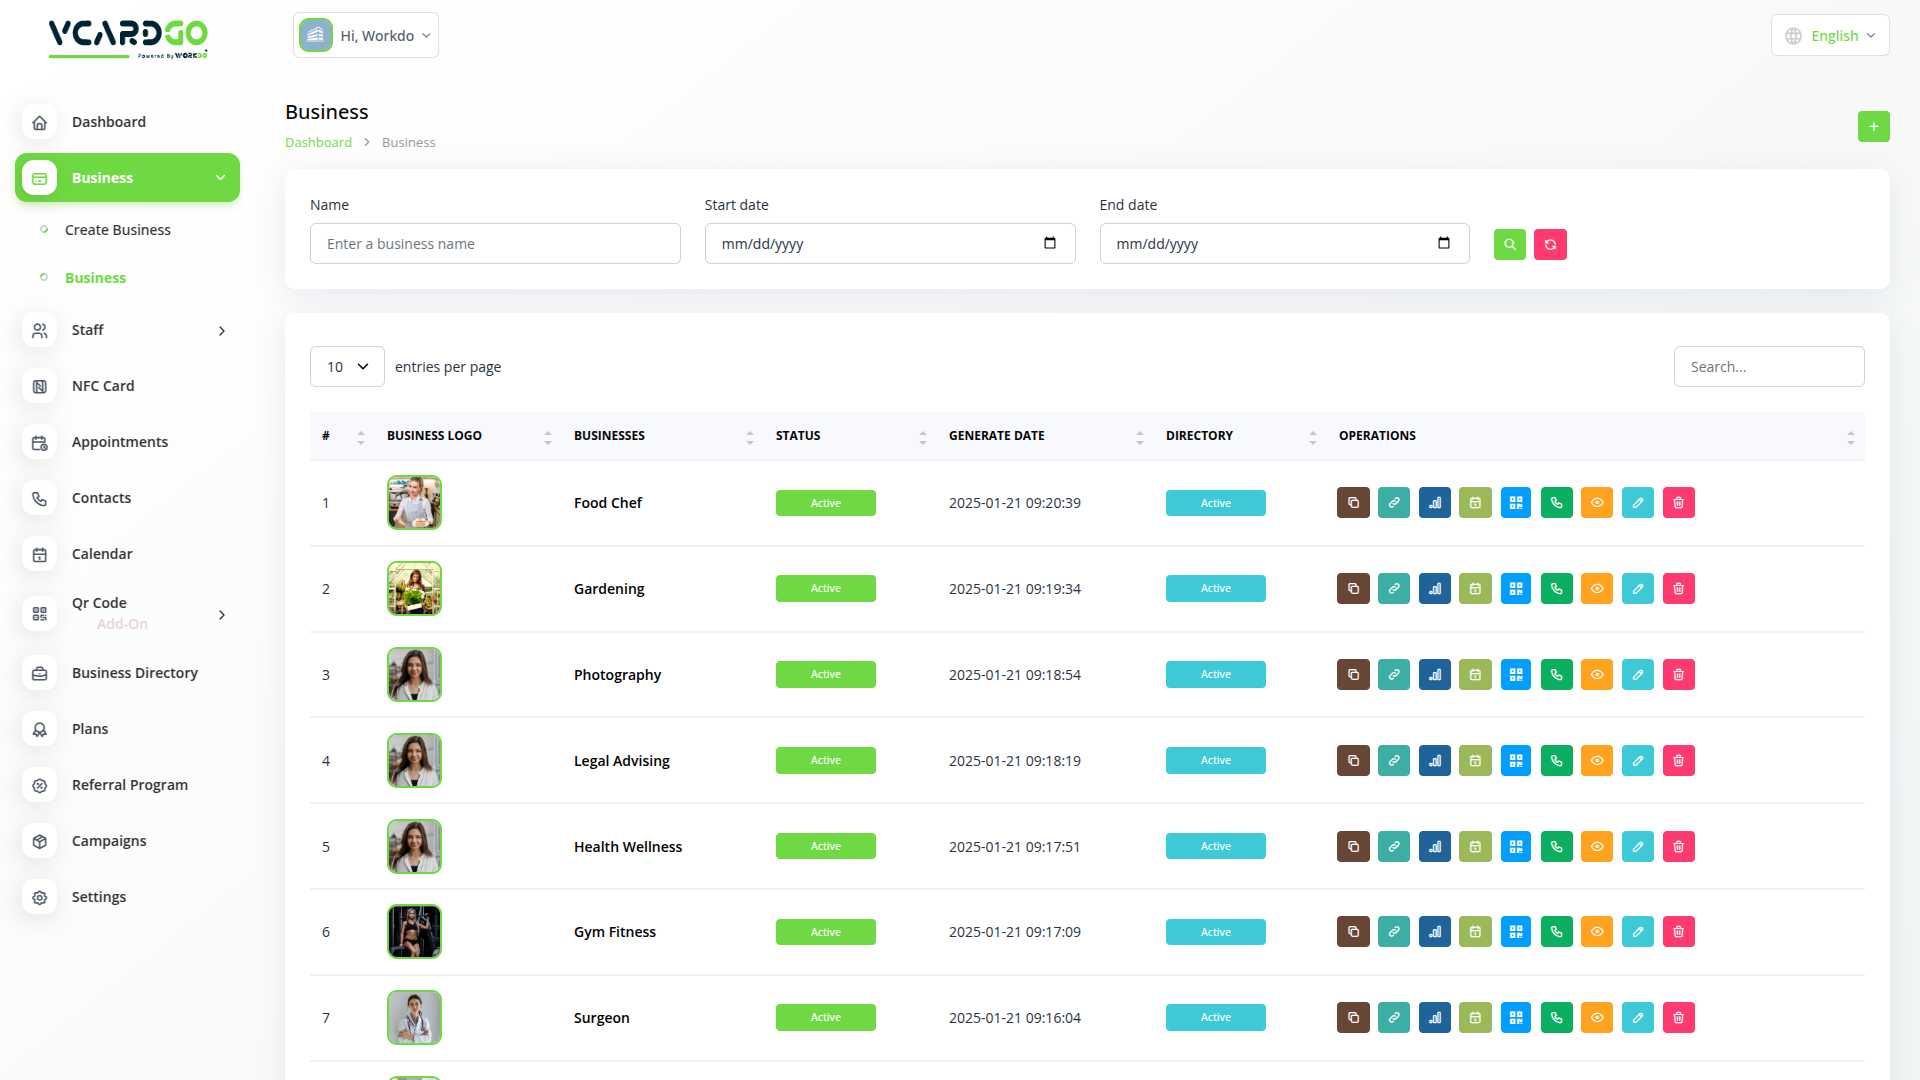 VCARDGO
Powered by WORKDO
Hi, Workdo
English
Dashboard
Business
Create Business
Business
Staff
NFC Card
Appointments
Contacts
Calendar
Qr Code
Add-On
Business Directory
Plans
Referral Program
Campaigns
Settings
Business
Dashboard > Business
Name
Start date
End date
Enter a business name
mm/dd/yyyy
mm/dd/yyyy
10 entries per page
Search...
# BUSINESS LOGO BUSINESSES STATUS GENERATE DATE DIRECTORY OPERATIONS
1 Food Chef Active 2025-01-21 09:20:39 Active
2 Gardening Active 2025-01-21 09:19:34 Active
3 Photography Active 2025-01-21 09:18:54 Active
4 Legal Advising Active 2025-01-21 09:18:19 Active
5 Health Wellness Active 2025-01-21 09:17:51 Active
6 Gym Fitness Active 2025-01-21 09:17:09 Active
7 Surgeon Active 2025-01-21 09:16:04 Active